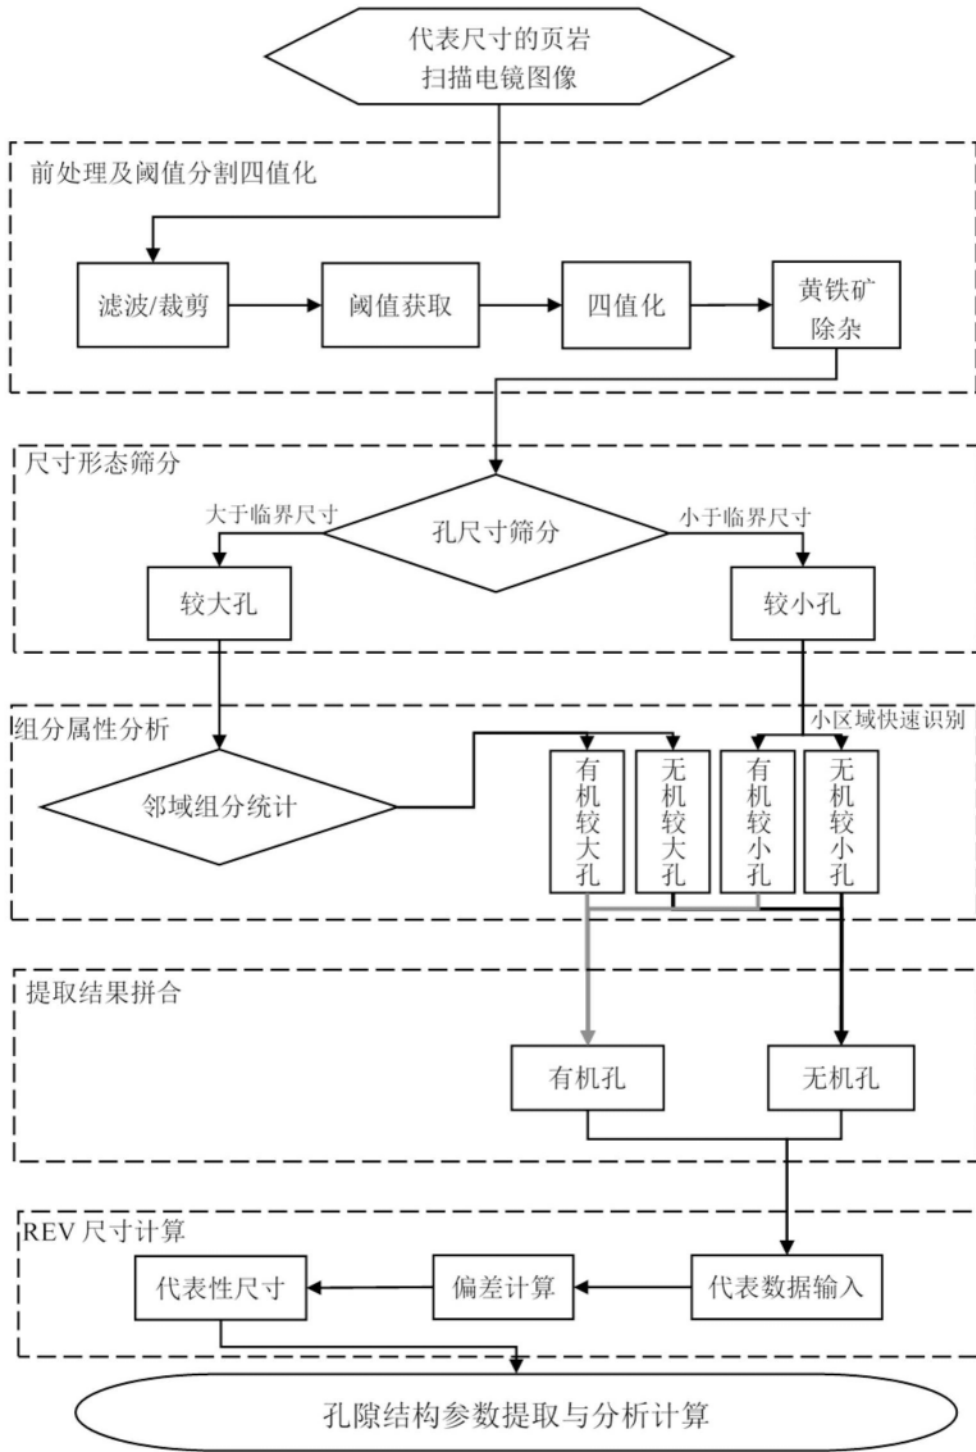 代表尺寸的页岩
扫描电镜图像
前处理及阈值分割四值化
滤波/裁剪
阈值获取
四值化
黄铁矿
除杂
尺寸形态筛分
大于临界尺寸
孔尺寸筛分
小于临界尺寸
较大孔
较小孔
组分属性分析
小区域快速识别
邻域组分统计
有机较大孔
无机较大孔
有机较小孔
无机较小孔
提取结果拼合
有机孔
无机孔
REV 尺寸计算
代表性尺寸
偏差计算
代表数据输入
孔隙结构参数提取与分析计算